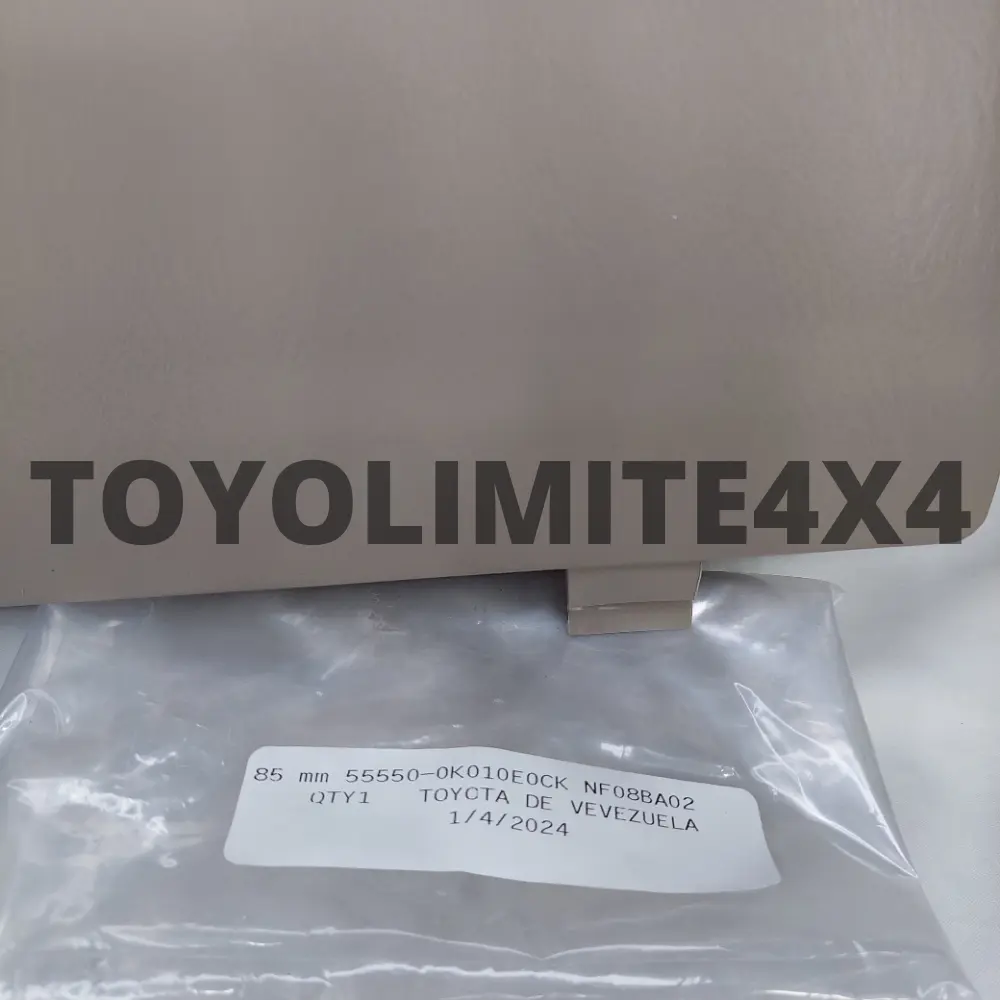 TOYOLIMITE4X4
85 mm 55550-0K010E0CK NF08BA02
QTY1 TOYCTA DE VEVEZUELA
1/4/2024